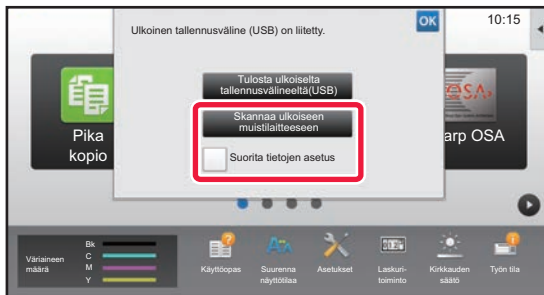 10:15
Ulkoinen tallennusväline (USB) on liitetty.
OK
Tulosta ulkoiselta
tallennusvälineeltä(USB)
Skannaa ulkoiseen
muistilaitteeseen
Suorita tietojen asetus
Pika
kopio
OSA
arp OSA
Väriaineen
määrä
Bk
C
M
Y
Käyttöopas
Suurenna
näyttötilaa
Asetukset
Laskuri-
toiminto
Kirkkauden
säätö
Työn tila